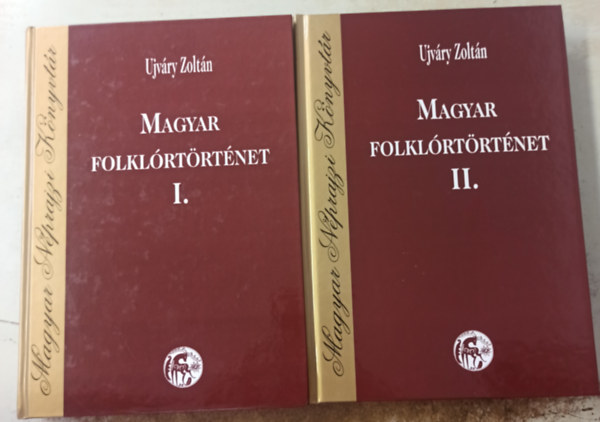 Magyar Néprajzi Könyvtár
Ujváry Zoltán
MAGYAR
FOLKLÓRTÖRTÉNET
I.
Magyar Néprajzi Könyvtár
Ujváry Zoltán
MAGYAR
FOLKLÓRTÖRTÉNET
II.